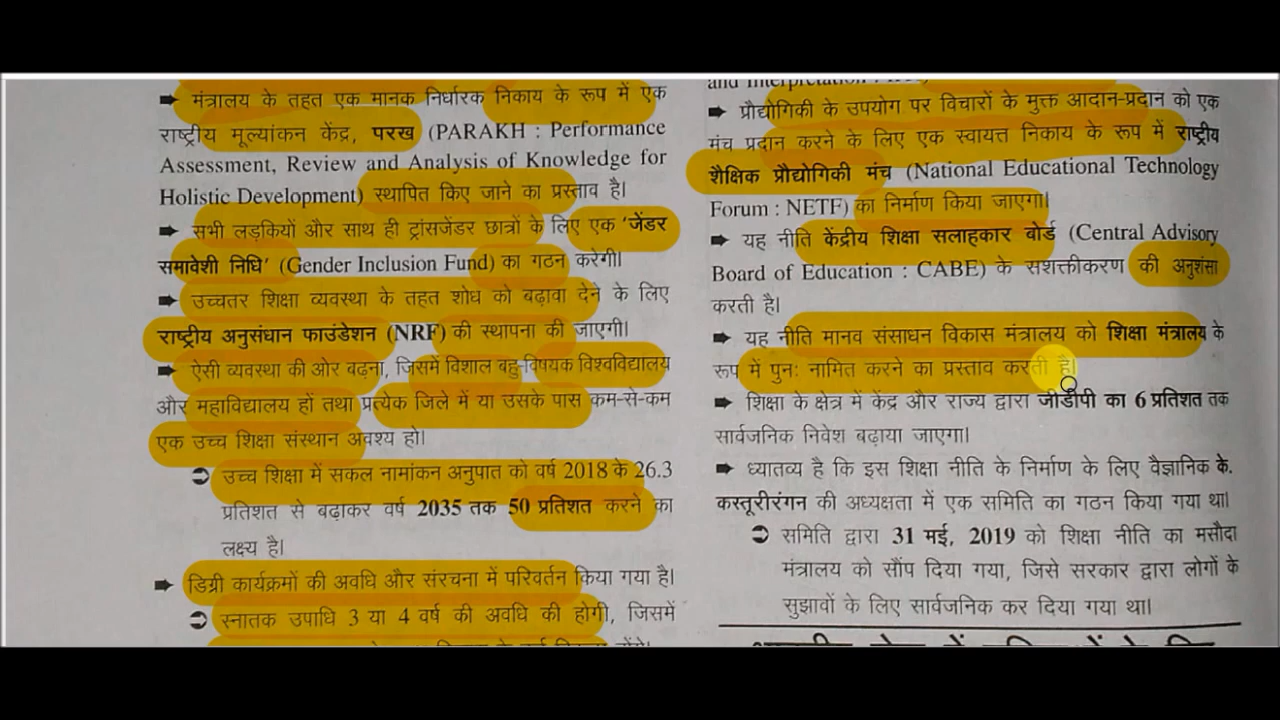 ➡ मंत्रालय के तहत एक मानक निर्धारक निकाय के रूप में एक
राष्ट्रीय मूल्यांकन केंद्र, परख (PARAKH : Performance
Assessment, Review and Analysis of Knowledge for
Holistic Development) स्थापित किए जाने का प्रस्ताव है।
➡ सभी लड़कियों और साथ ही ट्रांसजेंडर छात्रों के लिए एक 'जेंडर
समावेशी निधि' (Gender Inclusion Fund) का गठन करेगी।
➡ उच्चतर शिक्षा व्यवस्था के तहत शोध को बढ़ावा देने के लिए
राष्ट्रीय अनुसंधान फाउंडेशन (NRF) की स्थापना की जाएगी।
➡ ऐसी व्यवस्था की ओर बढ़ना, जिसमें विशाल बहु-विषयक विश्वविद्यालय
और महाविद्यालय हों तथा प्रत्येक जिले में या उसके पास कम-से-कम
एक उच्च शिक्षा संस्थान अवश्य हो।
➲ उच्च शिक्षा में सकल नामांकन अनुपात को वर्ष 2018 के 26.3
प्रतिशत से बढ़ाकर वर्ष 2035 तक 50 प्रतिशत करने का
लक्ष्य है।
➡ डिग्री कार्यक्रमों की अवधि और संरचना में परिवर्तन किया गया है।
➲ स्नातक उपाधि 3 या 4 वर्ष की अवधि की होगी, जिसमें
and Interpretation
➡ प्रौद्योगिकी के उपयोग पर विचारों के मुक्त आदान-प्रदान को एक
मंच प्रदान करने के लिए एक स्वायत्त निकाय के रूप में राष्ट्रीय
शैक्षिक प्रौद्योगिकी मंच (National Educational Technology
Forum : NETF) का निर्माण किया जाएगा।
➡ यह नीति केंद्रीय शिक्षा सलाहकार बोर्ड (Central Advisory
Board of Education : CABE) के सशक्तीकरण की अनुशंसा
करती है।
➡ यह नीति मानव संसाधन विकास मंत्रालय को शिक्षा मंत्रालय के
रूप में पुनः नामित करने का प्रस्ताव करती है।
➡ शिक्षा के क्षेत्र में केंद्र और राज्य द्वारा जीडीपी का 6 प्रतिशत तक
सार्वजनिक निवेश बढ़ाया जाएगा।
➡ ध्यातव्य है कि इस शिक्षा नीति के निर्माण के लिए वैज्ञानिक के.
कस्तूरीरंगन की अध्यक्षता में एक समिति का गठन किया गया था।
➲ समिति द्वारा 31 मई, 2019 को शिक्षा नीति का मसौदा
मंत्रालय को सौंप दिया गया, जिसे सरकार द्वारा लोगों के
सुझावों के लिए सार्वजनिक कर दिया गया था।